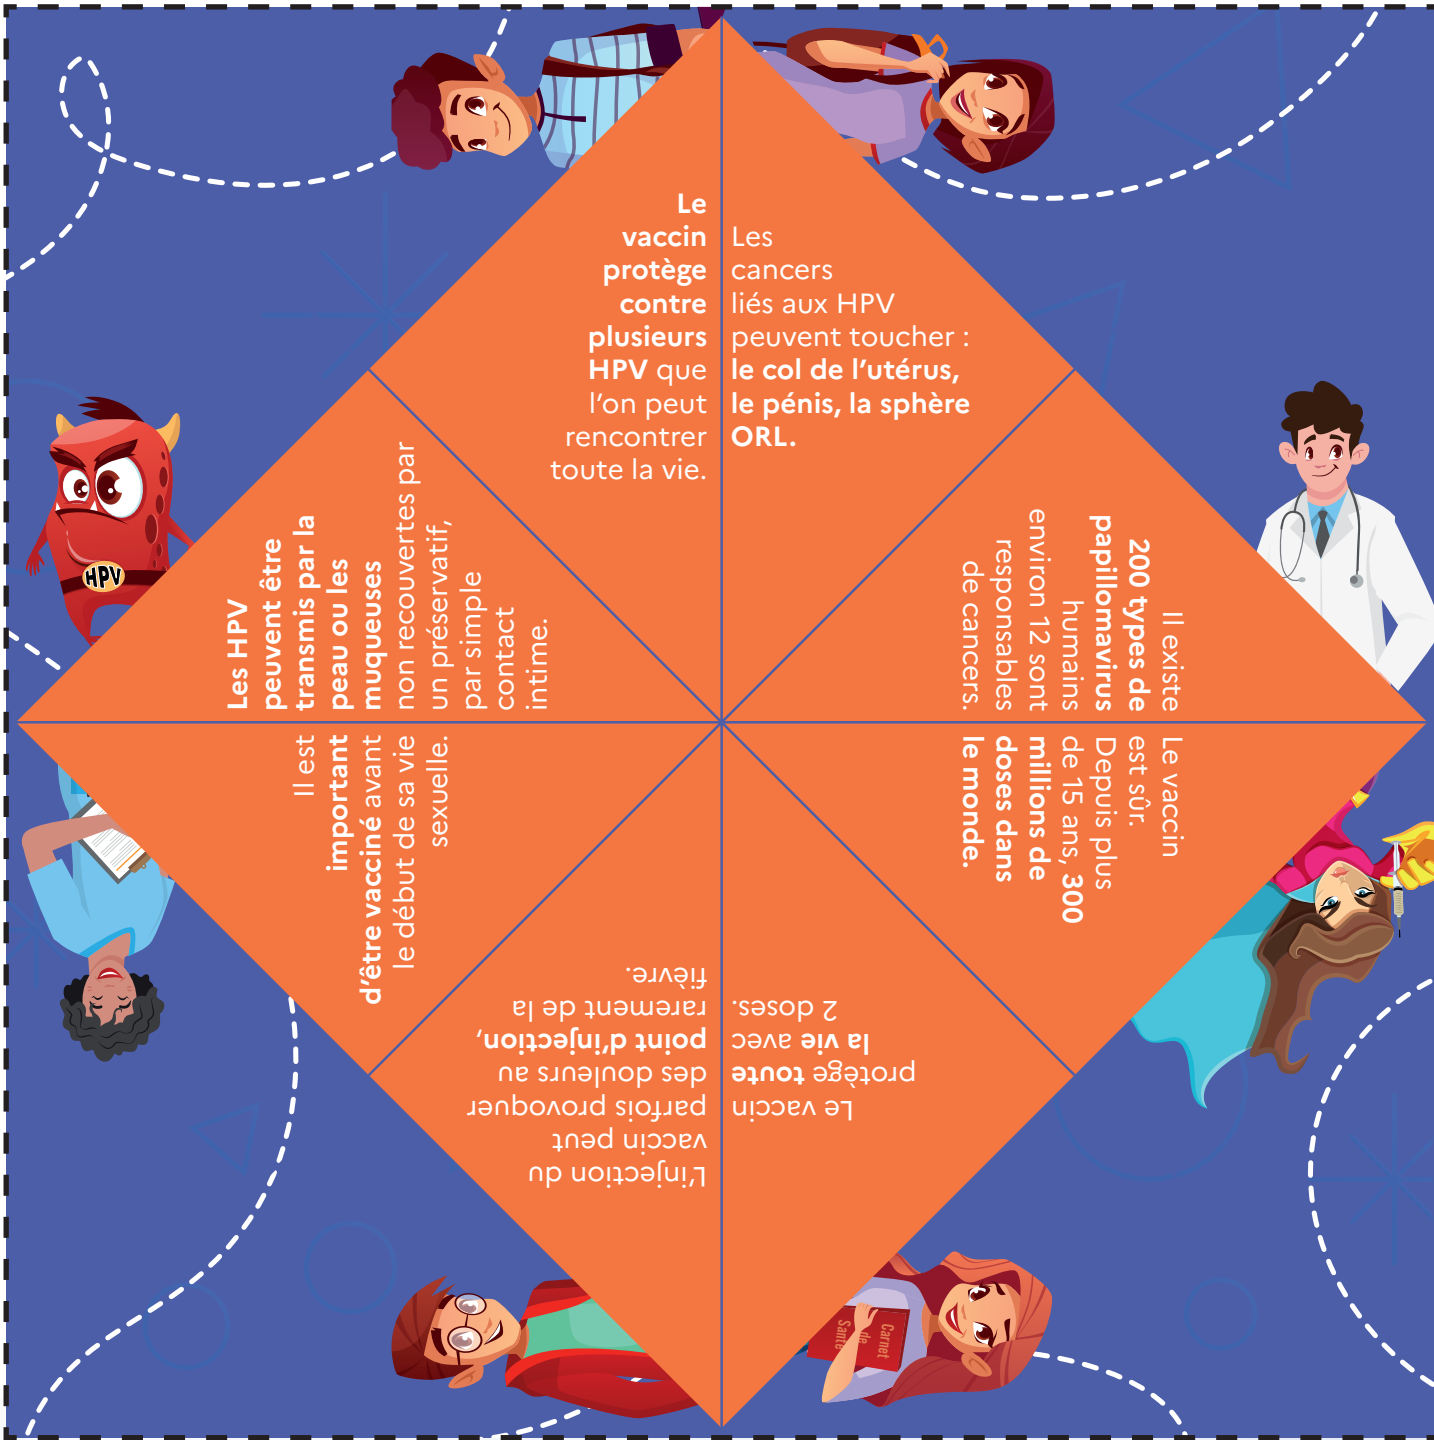 Le
vaccin
protège
contre
plusieurs
HPV que
l'on peut
rencontrer
toute la vie.
Les
cancers
liés aux HPV
peuvent toucher :
le col de l'utérus,
le pénis, la sphère
ORL.
Il existe
200 types de
papillomavirus
humains
environ 12 sont
responsables
de cancers.
Le vaccin
est sûr.
Depuis plus
de 15 ans, 300
millions de
doses dans
le monde.
Le vaccin
protège toute
la vie avec
2 doses.
L'injection du
vaccin peut
parfois provoquer
des douleurs au
point d'injection,
rarement de la
fièvre.
Il est
important
d'être vacciné avant
le début de sa vie
sexuelle.
Les HPV
peuvent être
transmis par la
peau ou les
muqueuses
non recouvertes par
un préservatif,
par simple
contact
intime.
HPV
Carnet
de
Santé